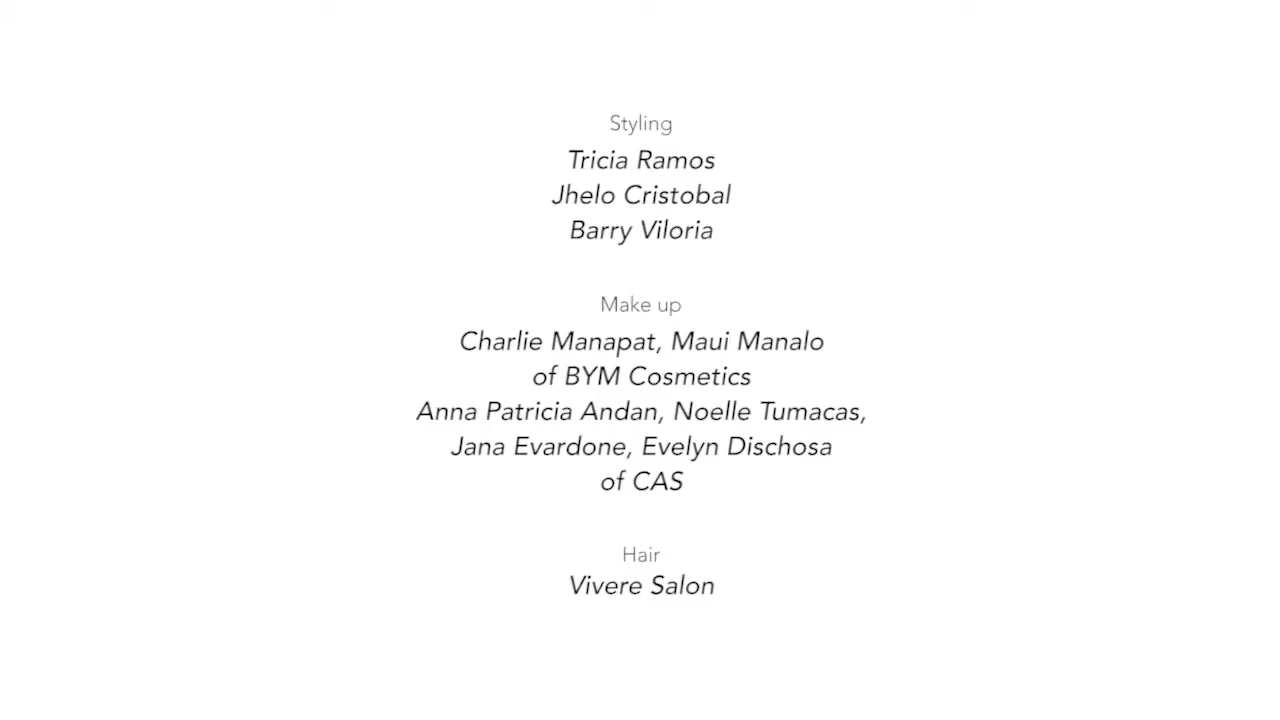 Styling
Tricia Ramos
Jhelo Cristobal
Barry Viloria
Make up
Charlie Manapat, Maui Manalo
of BYM Cosmetics
Anna Patricia Andan, Noelle Tumacas,
Jana Evardone, Evelyn Dischosa
of CAS
Hair
Vivere Salon